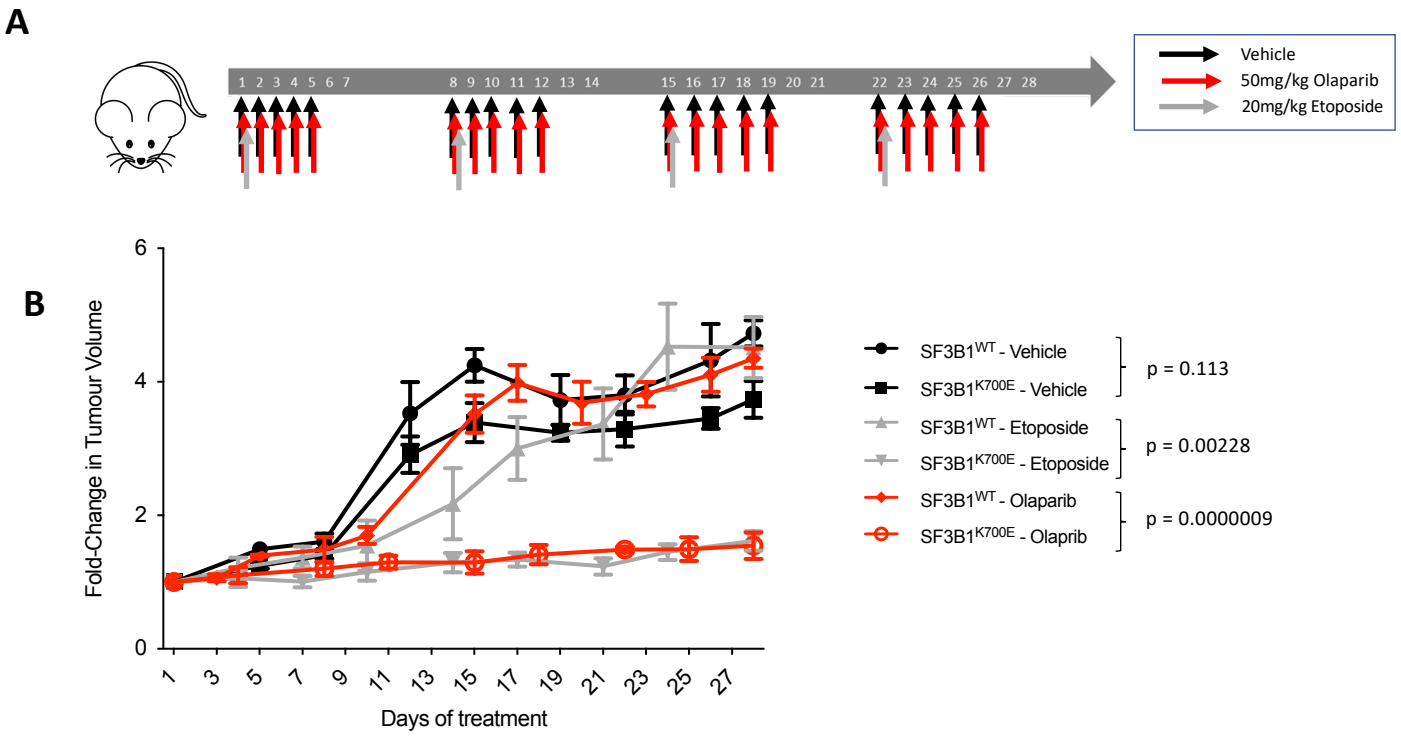 A
1 2 3 4 5 6 7 8 9 10 11 12 13 14 15 16 17 18 19 20 21 22 23 24 25 26 27 28
Vehicle
50mg/kg Olaparib
20mg/kg Etoposide
B
Fold-Change in Tumour Volume
6
4
2
0
1 3 5 7 9 11 13 15 17 19 21 23 25 27
Days of treatment
SF3B1WT - Vehicle
SF3B1K700E - Vehicle
p = 0.113
SF3B1WT - Etoposide
SF3B1K700E - Etoposide
p = 0.00228
SF3B1WT - Olaparib
SF3B1K700E - Olaprib
p = 0.0000009